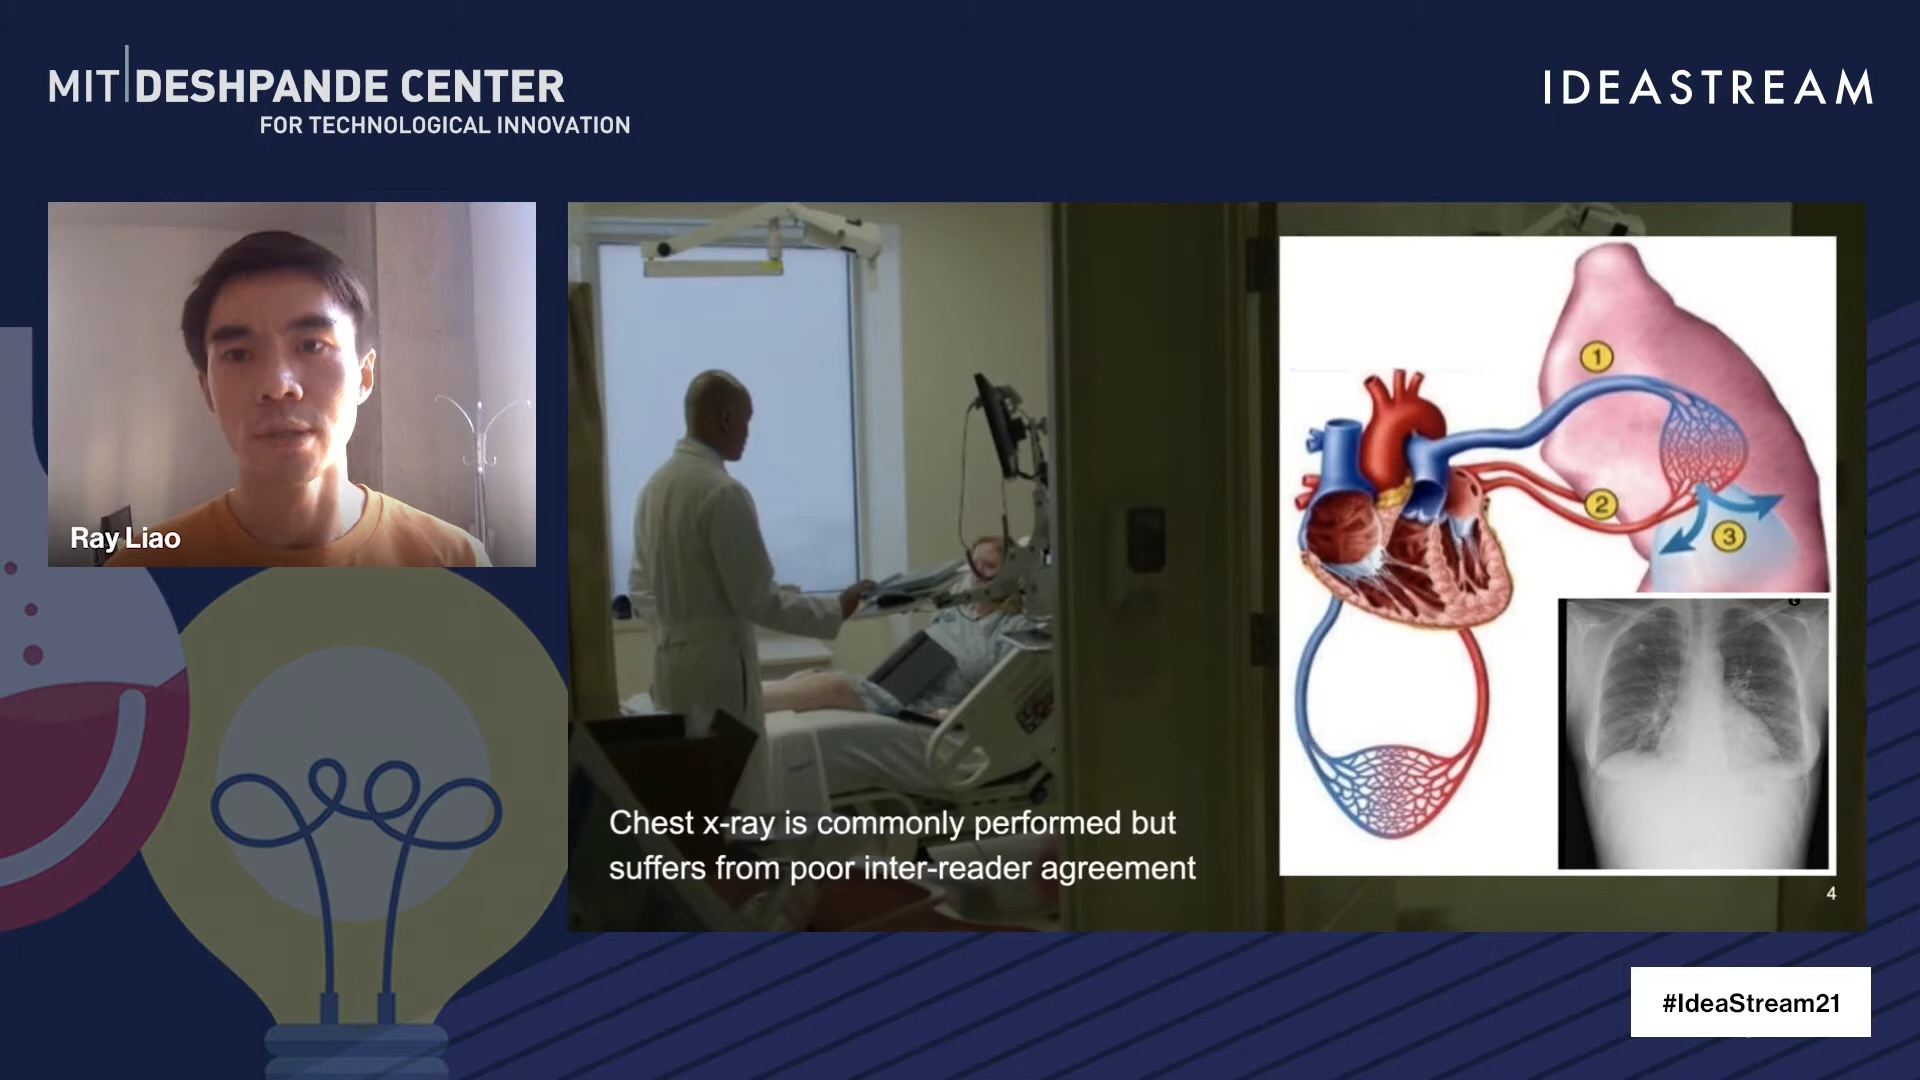 MIT DESHPANDE CENTER
FOR TECHNOLOGICAL INNOVATION
IDEASTREAM
Ray Liao
1
2
3
Chest x-ray is commonly performed but
suffers from poor inter-reader agreement
4
#IdeaStream21